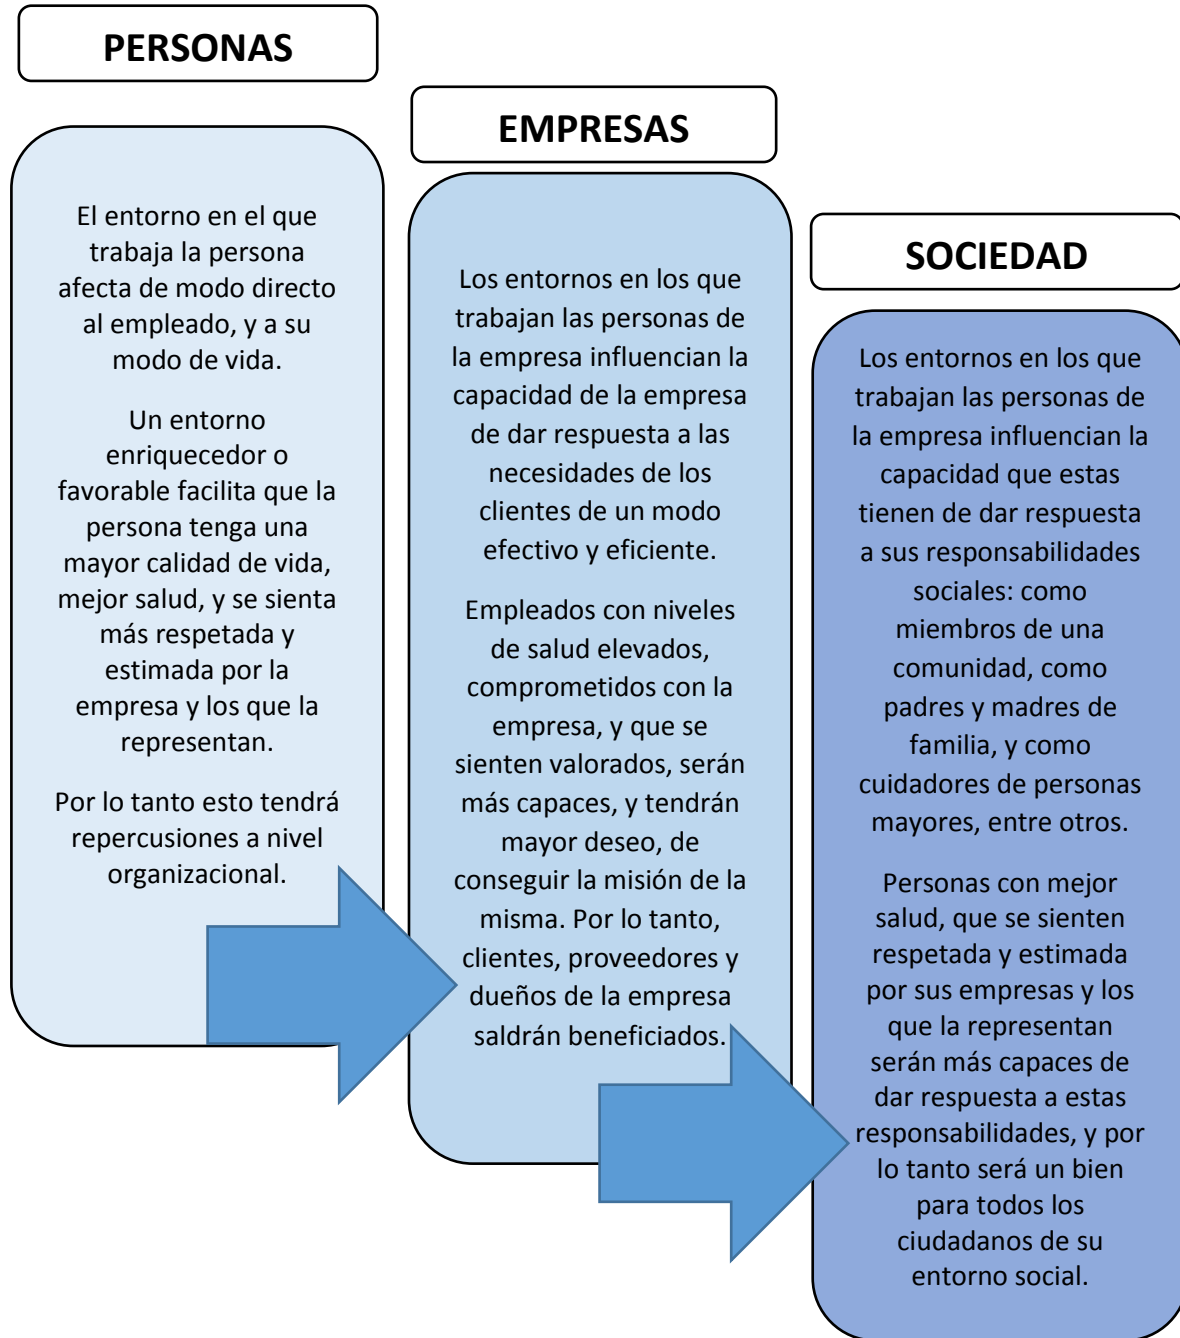 PERSONAS
El entorno en el que
trabaja la persona
afecta de modo directo
al empleado, y a su
modo de vida.
Un entorno
enriquecedor o
favorable facilita que la
persona tenga una
mayor calidad de vida,
mejor salud, y se sienta
más respetada y
estimada por la
empresa y los que la
representan.
Por lo tanto esto tendrá
repercusiones a nivel
organizacional.
EMPRESAS
Los entornos en los que
trabajan las personas de
la empresa influencian la
capacidad de la empresa
de dar respuesta a las
necesidades de los
clientes de un modo
efectivo y eficiente.
Empleados con niveles
de salud elevados,
comprometidos con la
empresa, y que se
sienten valorados, serán
más capaces, y tendrán
mayor deseo, de
conseguir la misión de la
misma. Por lo tanto,
clientes, proveedores y
dueños de la empresa
saldrán beneficiados.
SOCIEDAD
Los entornos en los que
trabajan las personas de
la empresa influencian la
capacidad que estas
tienen de dar respuesta
a sus responsabilidades
sociales: como
miembros de una
comunidad, como
padres y madres de
familia, y como
cuidadores de personas
mayores, entre otros.
Personas con mejor
salud, que se sienten
respetada y estimada
por sus empresas y los
que la representan
serán más capaces de
dar respuesta a estas
responsabilidades, y por
lo tanto será un bien
para todos los
ciudadanos de su
entorno social.